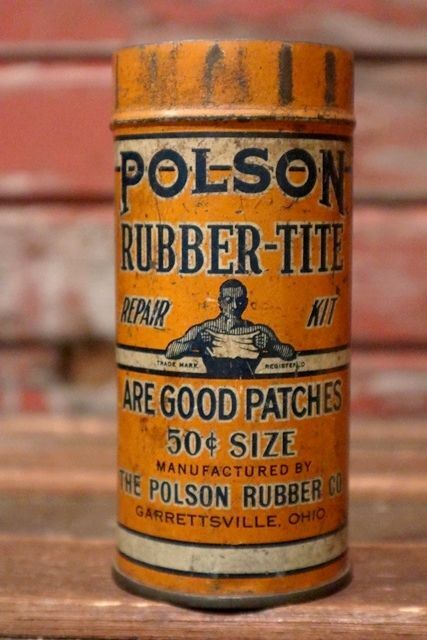 POLSON
RUBBER-TITE
REPAIR KIT
TRADE MARK REGISTERED
ARE GOOD PATCHES
50¢ SIZE
MANUFACTURED BY
THE POLSON RUBBER CO
GARRETTSVILLE, OHIO